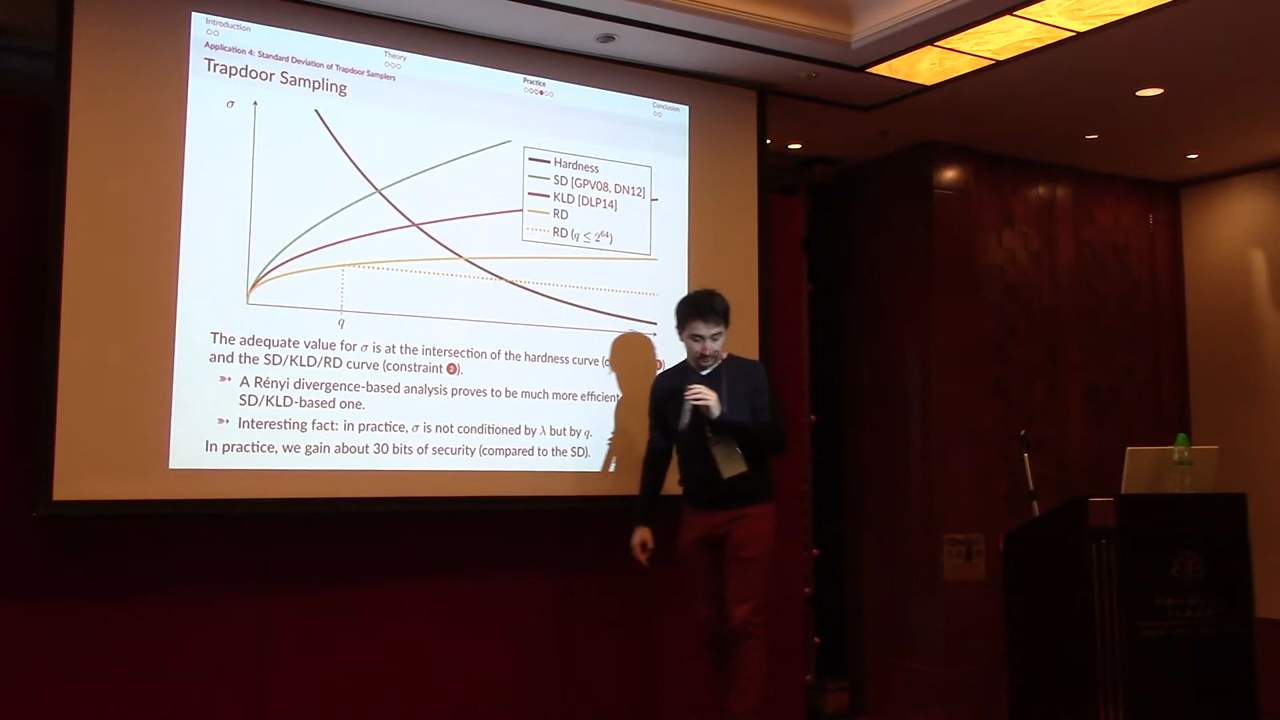 Introduction
Theory
Practice
Conclusion
Application 4: Standard Deviation of Trapdoor Samplers
Trapdoor Sampling
σ
Hardness
SD [GPV08, DN12]
KLD [DLP14]
RD
RD (q ≤ 2^64)
q
The adequate value for σ is at the intersection of the hardness curve
and the SD/KLD/RD curve (constraint 2).
➳ A Rényi divergence-based analysis proves to be much more efficient
SD/KLD-based one.
➳ Interesting fact: in practice, σ is not conditioned by λ but by q.
In practice, we gain about 30 bits of security (compared to the SD).